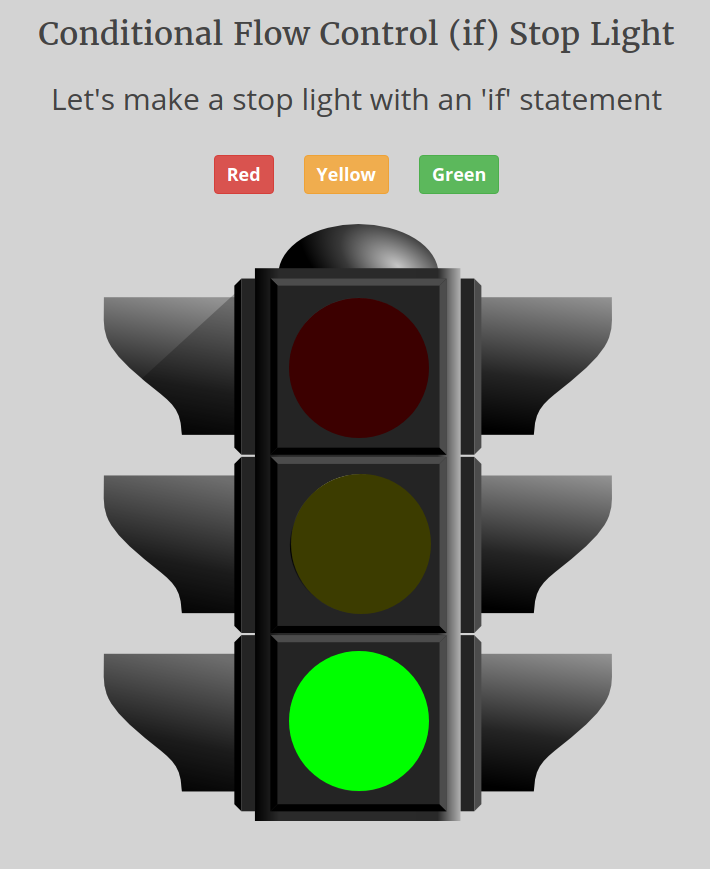 Conditional Flow Control (if) Stop Light
Let's make a stop light with an 'if' statement
Red Yellow Green